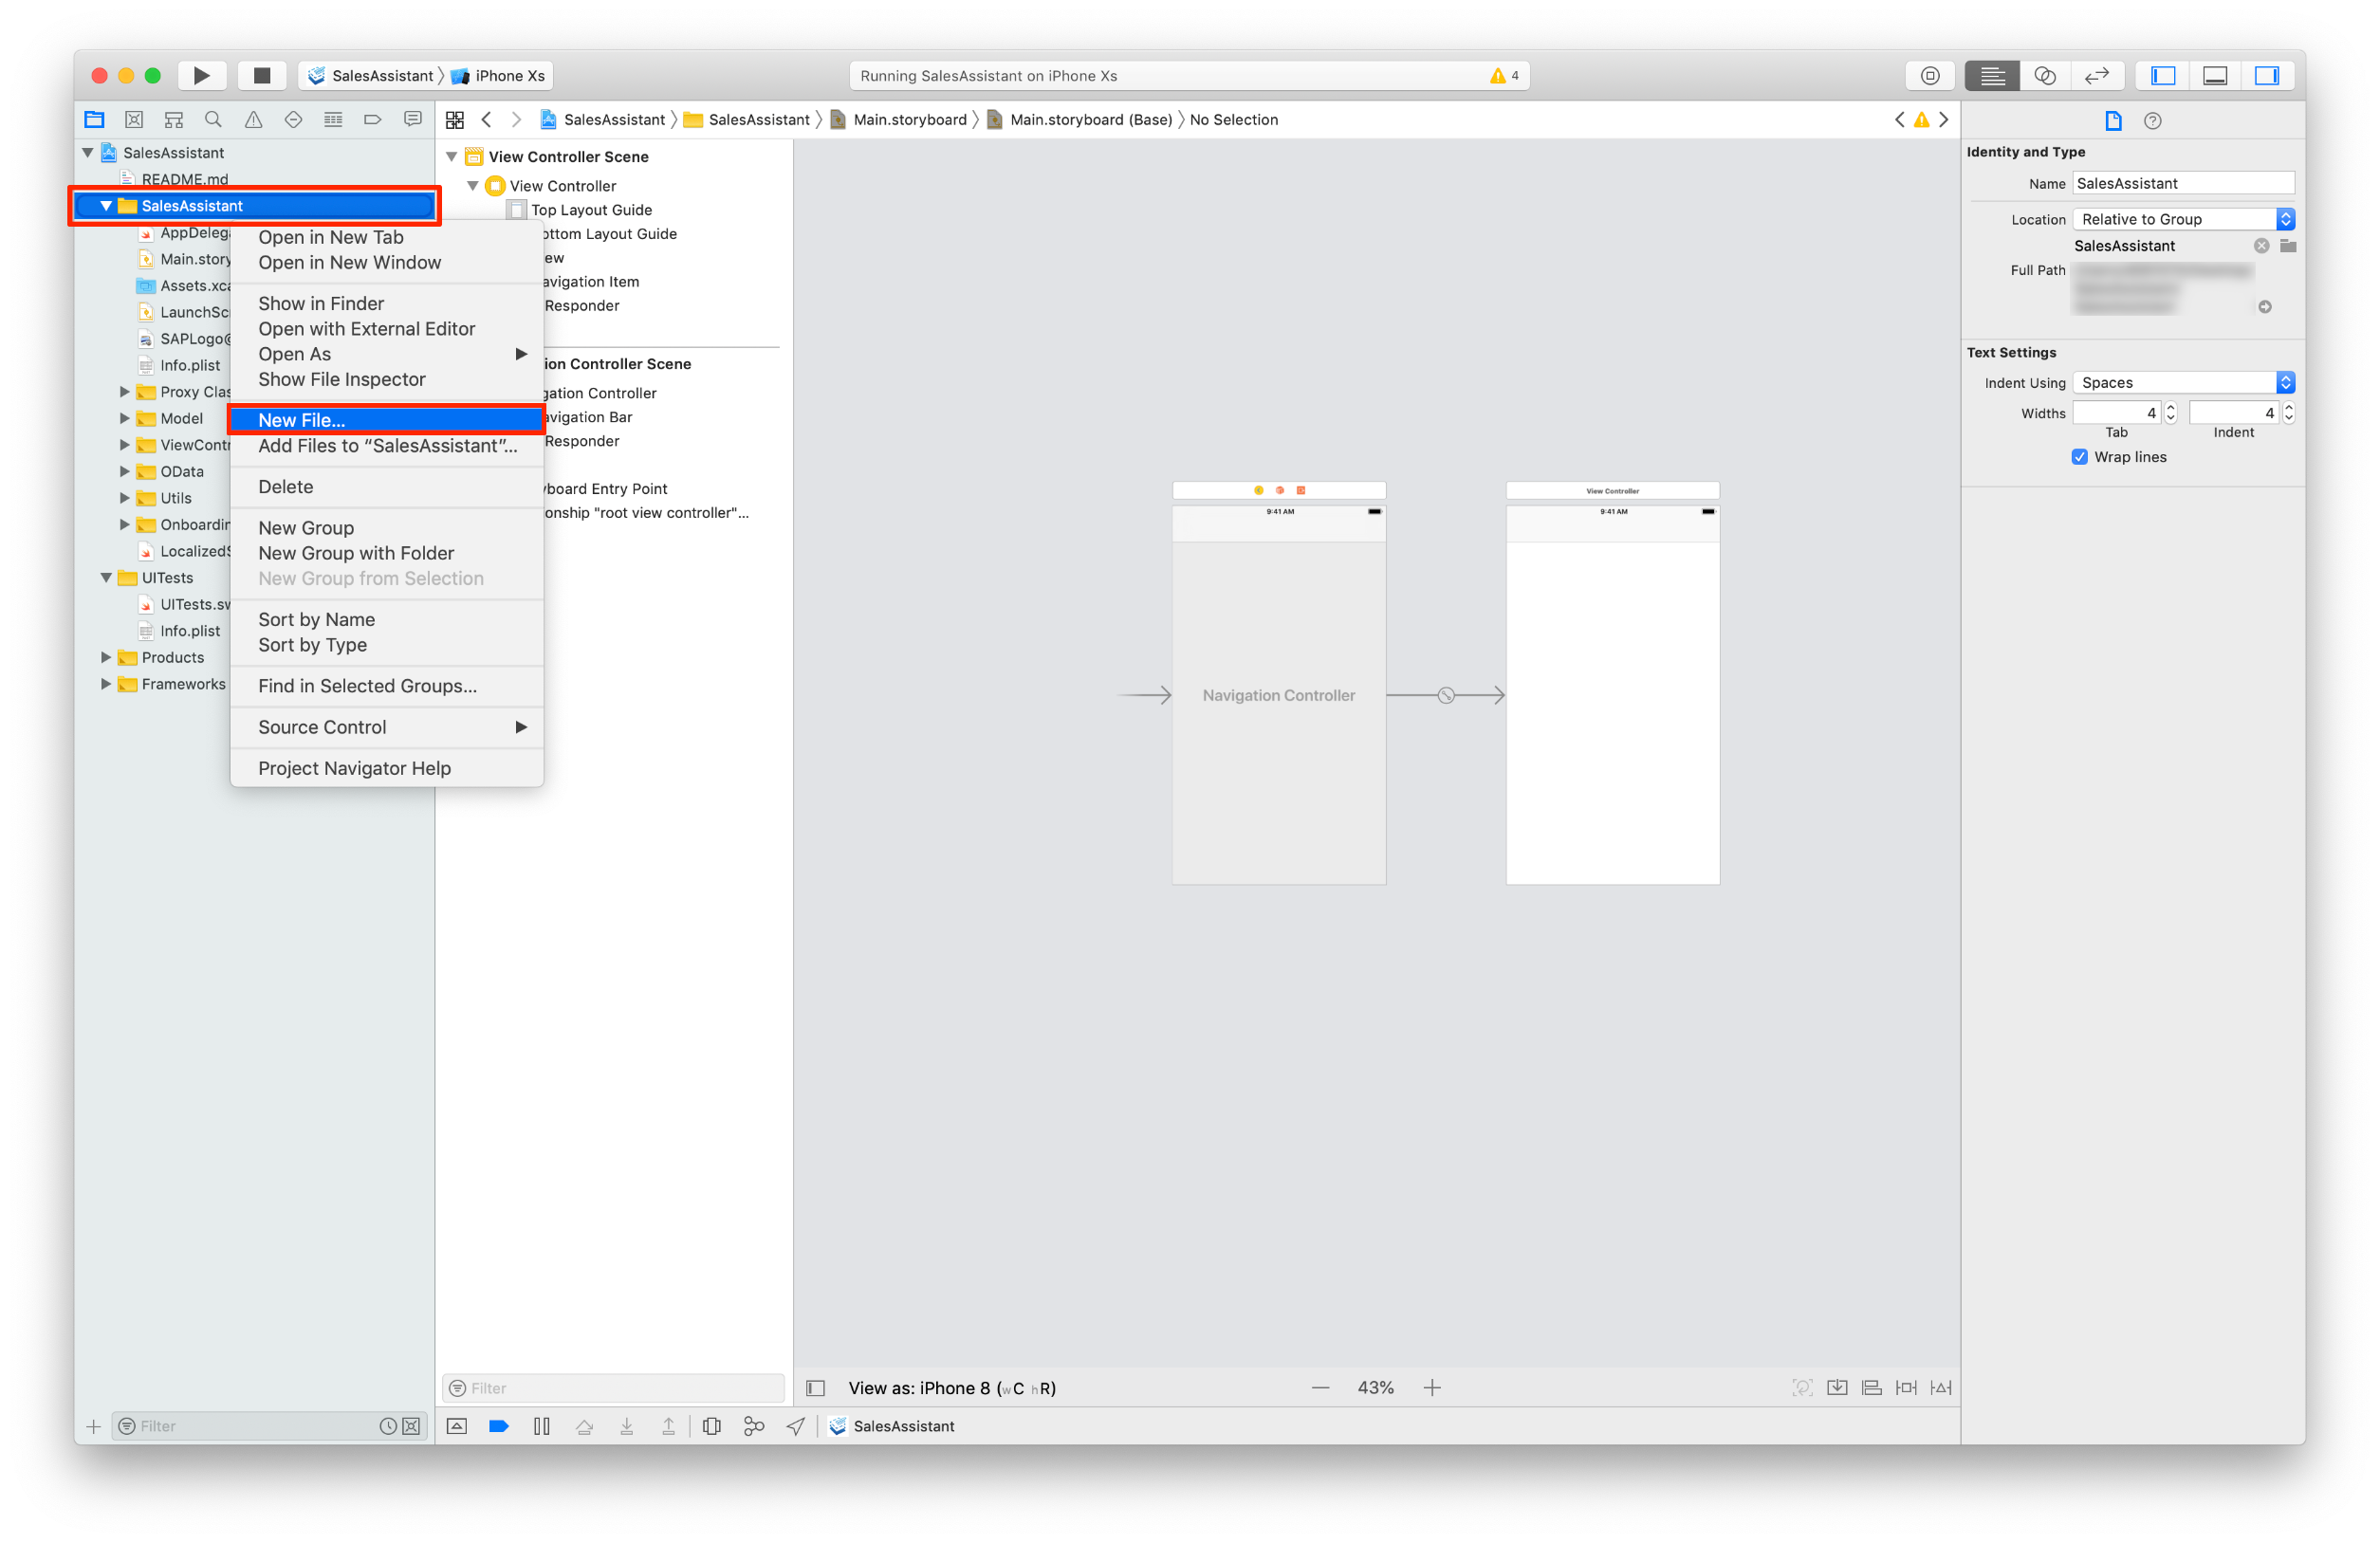 SalesAssistant
iPhone Xs
Running SalesAssistant on iPhone Xs
4
SalesAssistant
SalesAssistant
Main.storyboard
Main.storyboard (Base)
No Selection
SalesAssistant
README.md
SalesAssistant
AppDeleg
Main.story
Assets.xca
LaunchSc
SAPLogo@
Info.plist
Proxy Clas
Model
ViewContr
OData
Utils
Onboardin
LocalizedS
UITests
UITests.sw
Info.plist
Products
Frameworks
Filter
Open in New Tab
Open in New Window
Show in Finder
Open with External Editor
Open As
Show File Inspector
New File...
Add Files to “SalesAssistant”...
Delete
New Group
New Group with Folder
New Group from Selection
Sort by Name
Sort by Type
Find in Selected Groups...
Source Control
Project Navigator Help
View Controller Scene
View Controller
Top Layout Guide
ottom Layout Guide
ew
avigation Item
Responder
ion Controller Scene
gation Controller
avigation Bar
Responder
yboard Entry Point
onship "root view controller"...
Filter
9:41 AM
Navigation Controller
View Controller
9:41 AM
View as: iPhone 8 (wC hR)
43%
SalesAssistant
Identity and Type
Name SalesAssistant
Location Relative to Group
SalesAssistant
Full Path
Text Settings
Indent Using Spaces
Widths 4 4
Tab Indent
Wrap lines